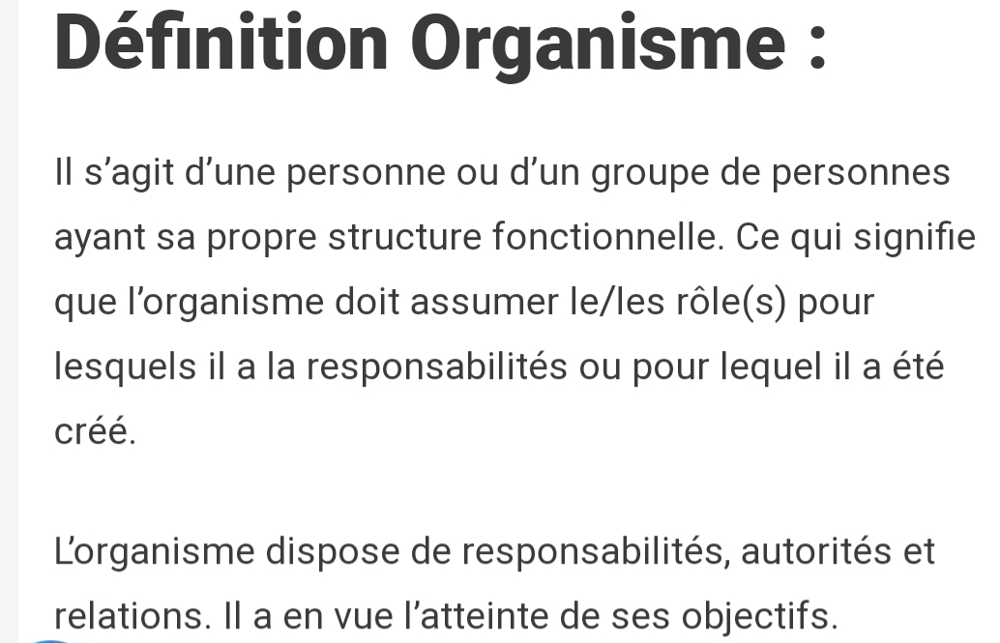 Définition Organisme :
Il s’agit d’une personne ou d’un groupe de personnes
ayant sa propre structure fonctionnelle. Ce qui signifie
que l’organisme doit assumer le/les rôle(s) pour
lesquels il a la responsabilités ou pour lequel il a été
créé.
L’organisme dispose de responsabilités, autorités et
relations. Il a en vue l’atteinte de ses objectifs.